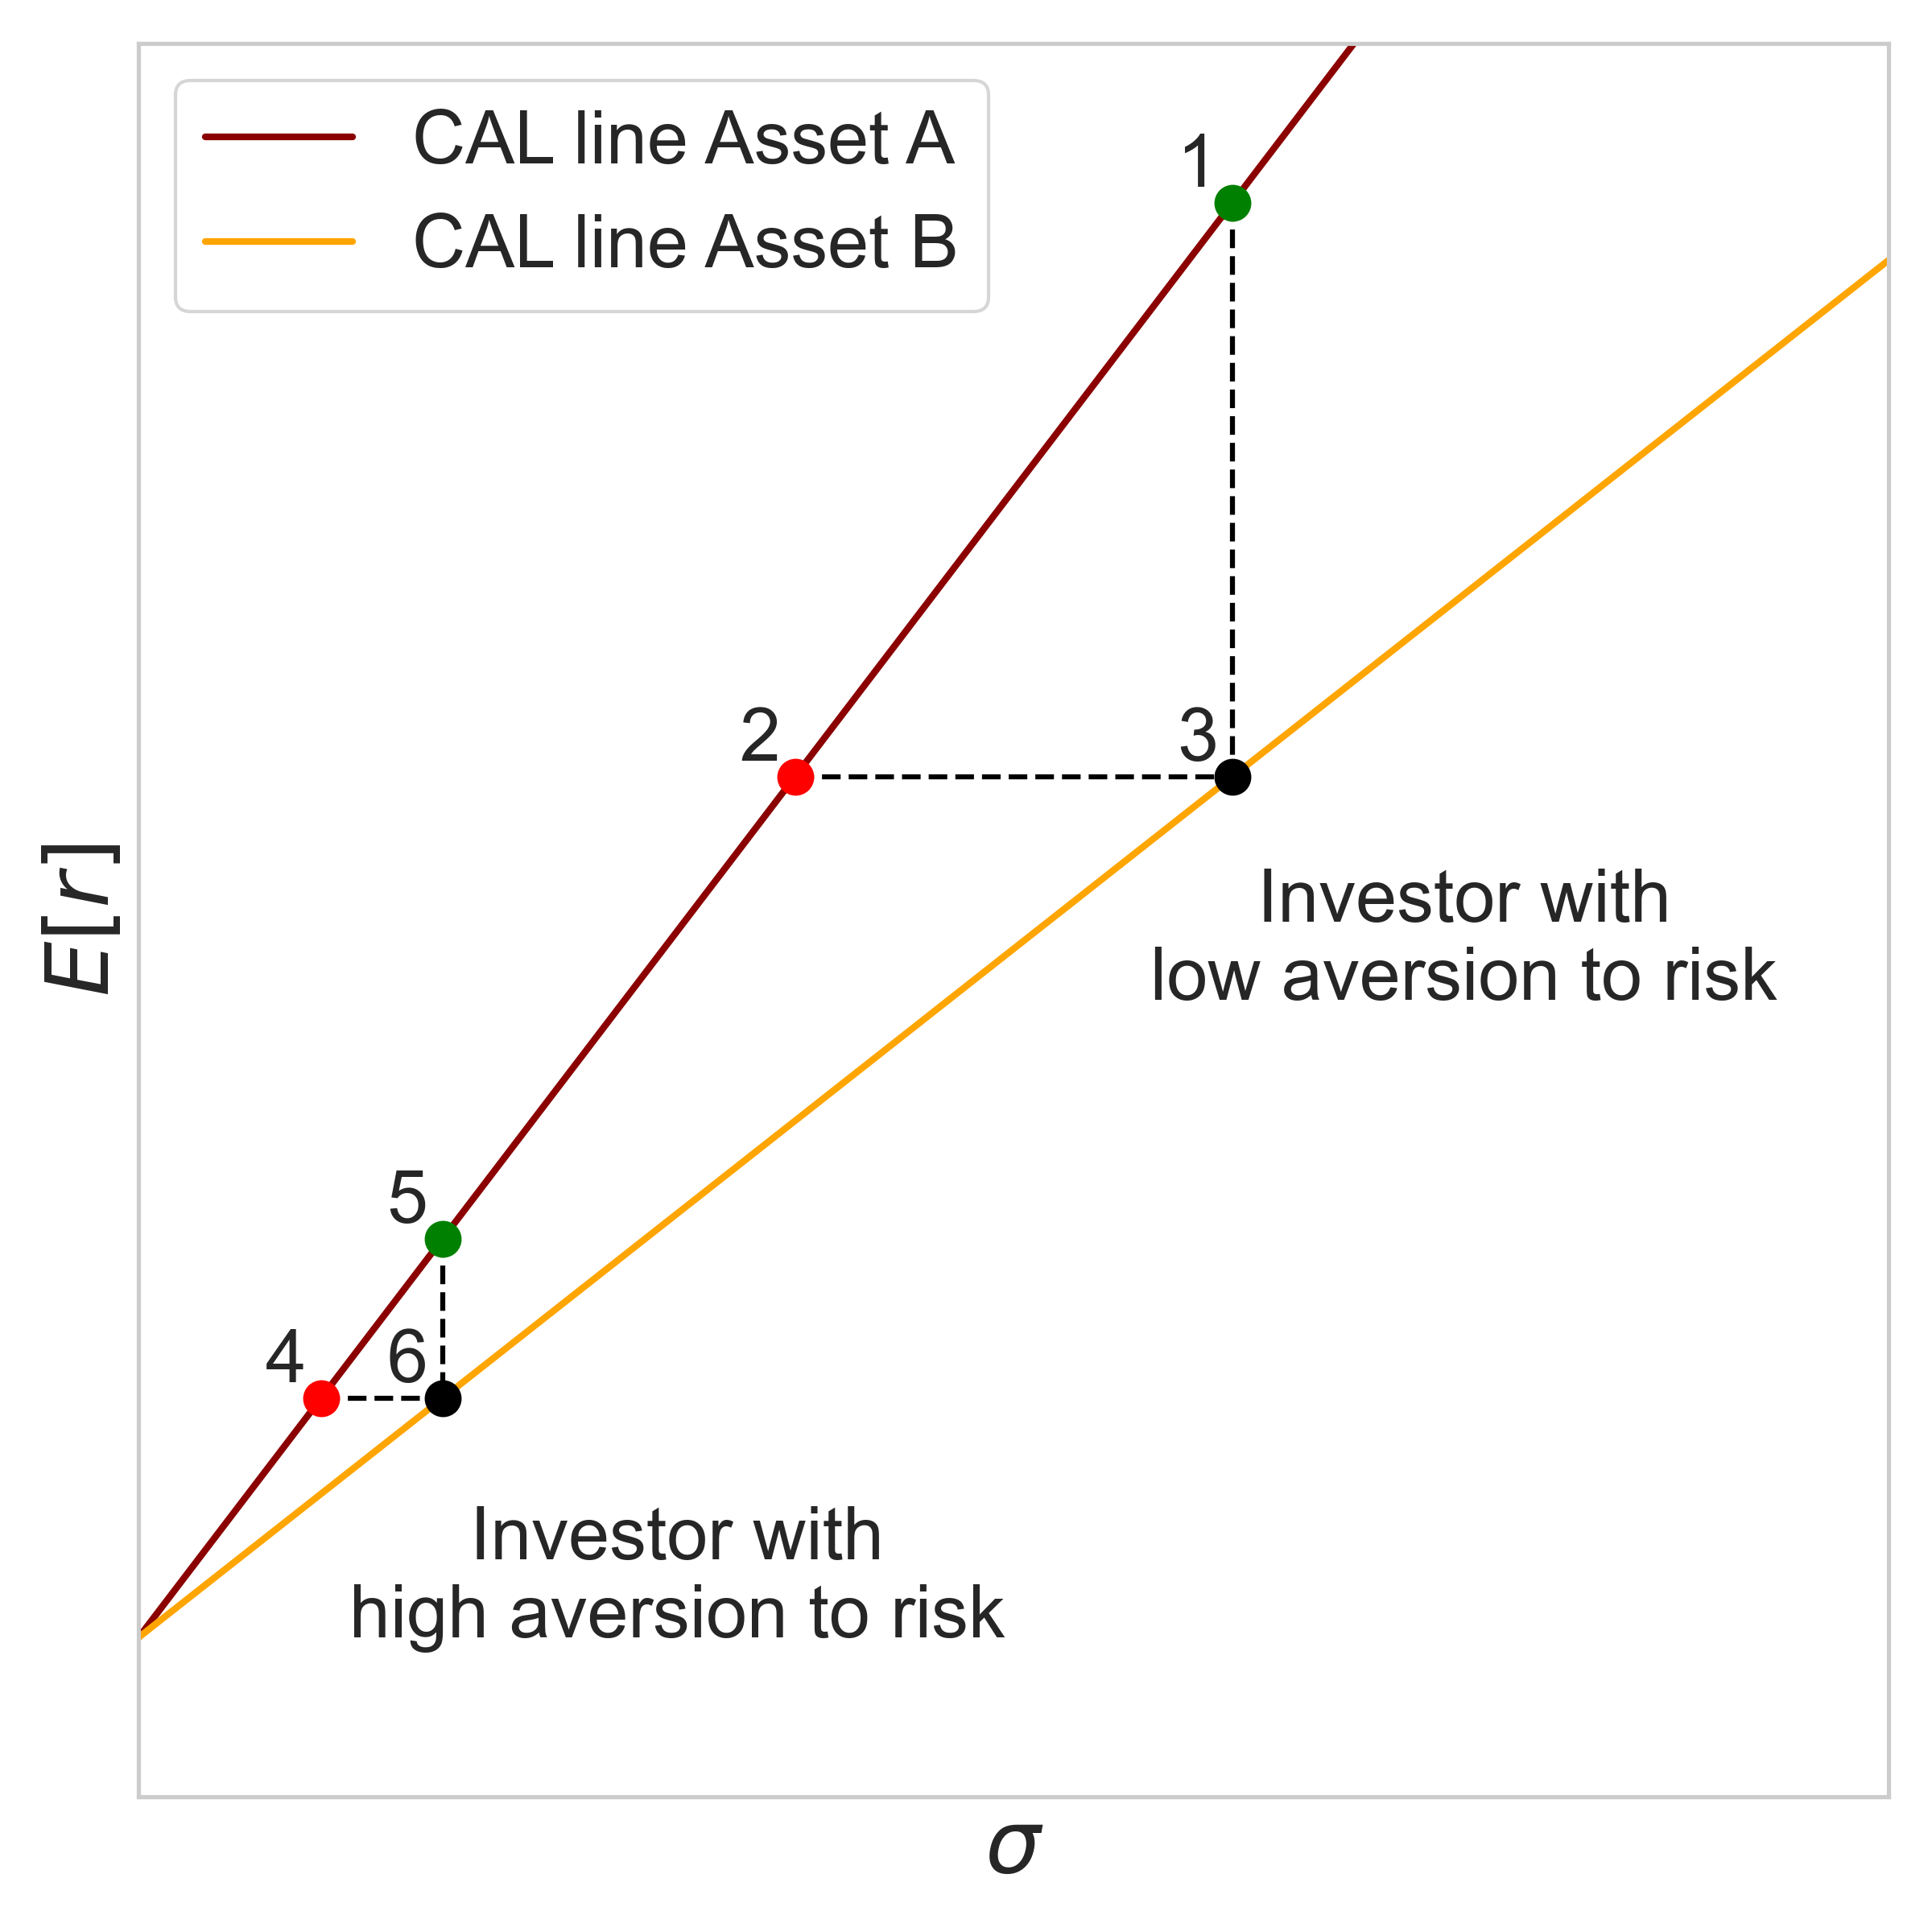 CAL line Asset A
CAL line Asset B
1
2
3
Investor with
low aversion to risk
5
4
6
Investor with
high aversion to risk
E[r]
σ